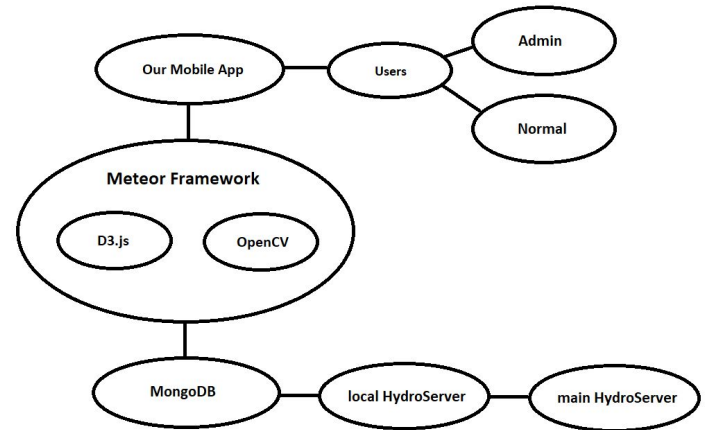 Admin
Our Mobile App
Users
Normal
Meteor Framework
D3.js
OpenCV
MongoDB
local HydroServer
main HydroServer